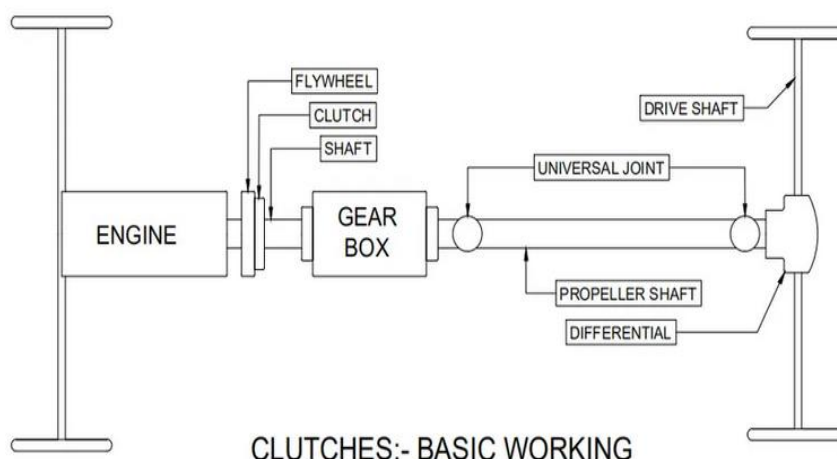 FLYWHEEL
CLUTCH
SHAFT
DRIVE SHAFT
UNIVERSAL JOINT
ENGINE
GEAR
BOX
PROPELLER SHAFT
DIFFERENTIAL
CLUTCHES:- BASIC WORKING